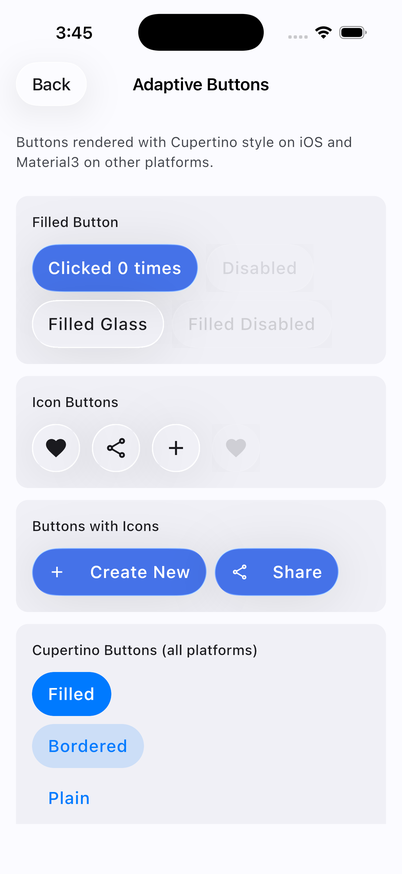 3:45
Back
Adaptive Buttons
Buttons rendered with Cupertino style on iOS and
Material3 on other platforms.
Filled Button
Clicked 0 times
Disabled
Filled Glass
Filled Disabled
Icon Buttons
Buttons with Icons
Create New
Share
Cupertino Buttons (all platforms)
Filled
Bordered
Plain